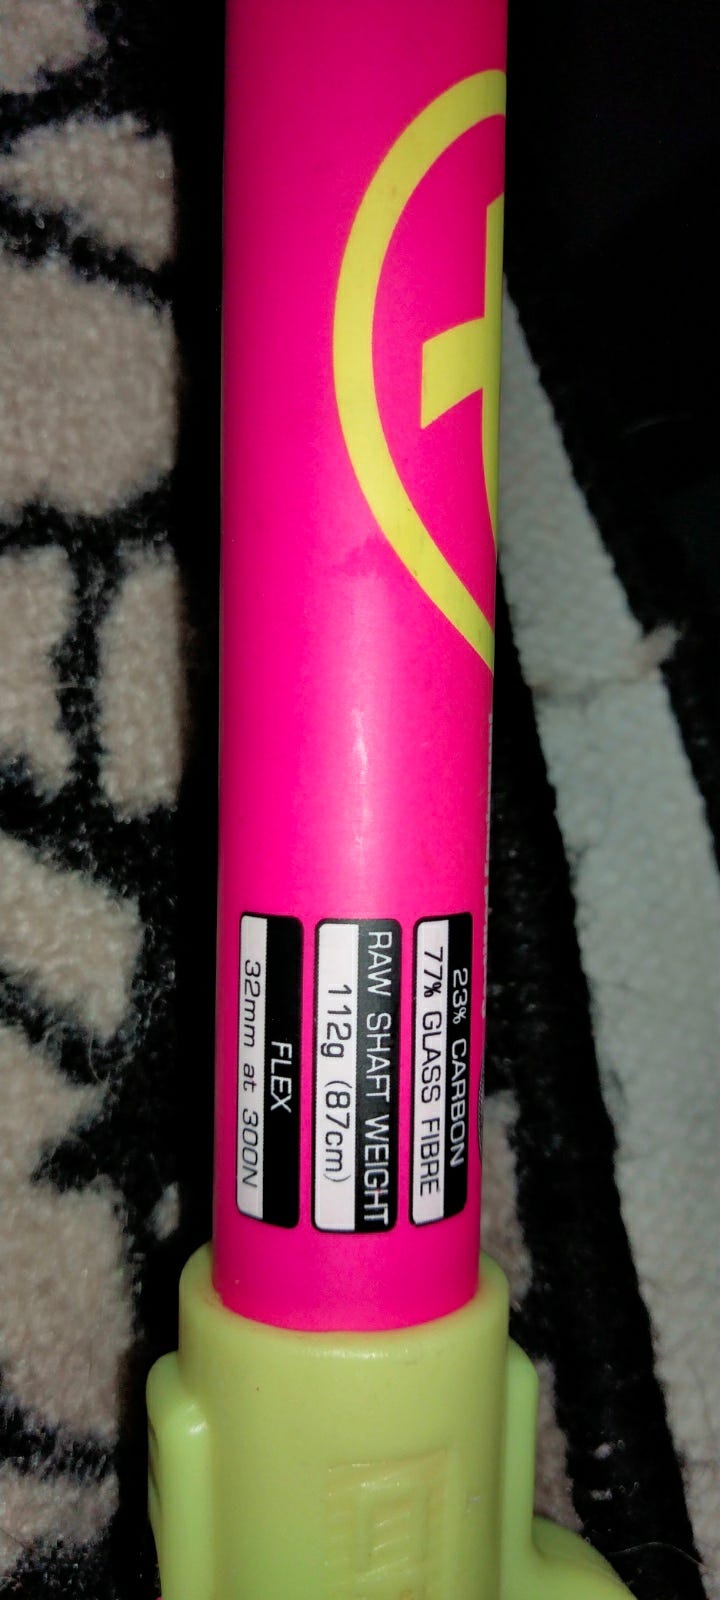 23% CARBON
77% GLASS FIBRE
RAW SHAFT WEIGHT
112g (87cm)
FLEX
32mm at 300N